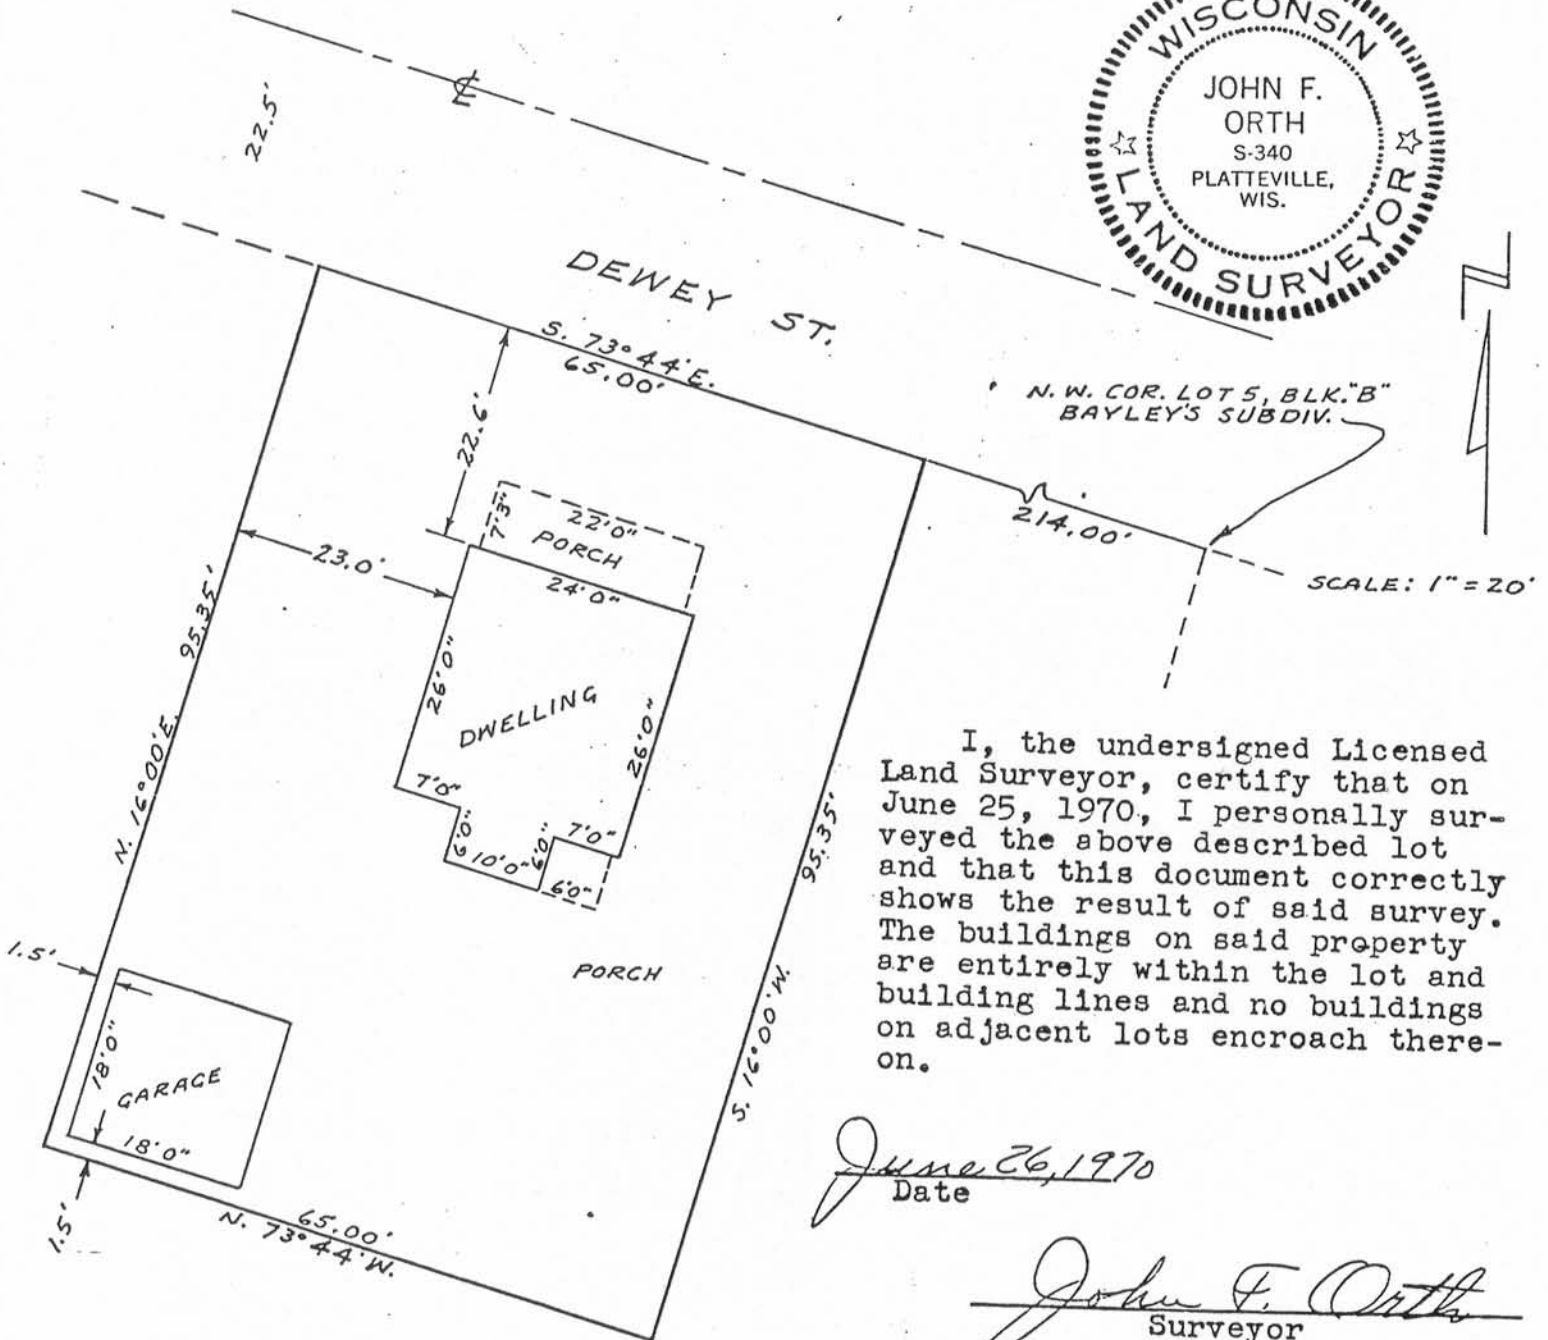 WISCONSIN
JOHN F.
ORTH
S-340
PLATTEVILLE,
WIS.
LAND SURVEYOR
22.5'
℄
DEWEY ST.
S. 73°44'E.
65.00'
N.W. COR. LOT 5, BLK."B"
BAYLEY'S SUBDIV.
214.00'
SCALE: 1"=20'
22.6'
7'3"
22'0"
PORCH
23.0'
24'0"
95.35'
N. 16°00'E.
26'0"
DWELLING
26'0"
7'0"
6'0"
10'0"
6'0"
7'0"
6'0"
PORCH
95.35'
S. 16°00'W.
1.5'
18'0"
GARAGE
18'0"
1.5'
65.00'
N. 73°44'W.
I, the undersigned Licensed
Land Surveyor, certify that on
June 25, 1970, I personally sur-
veyed the above described lot
and that this document correctly
shows the result of said survey.
The buildings on said property
are entirely within the lot and
building lines and no buildings
on adjacent lots encroach there-
on.
June 26, 1970
Date
John F. Orth
Surveyor